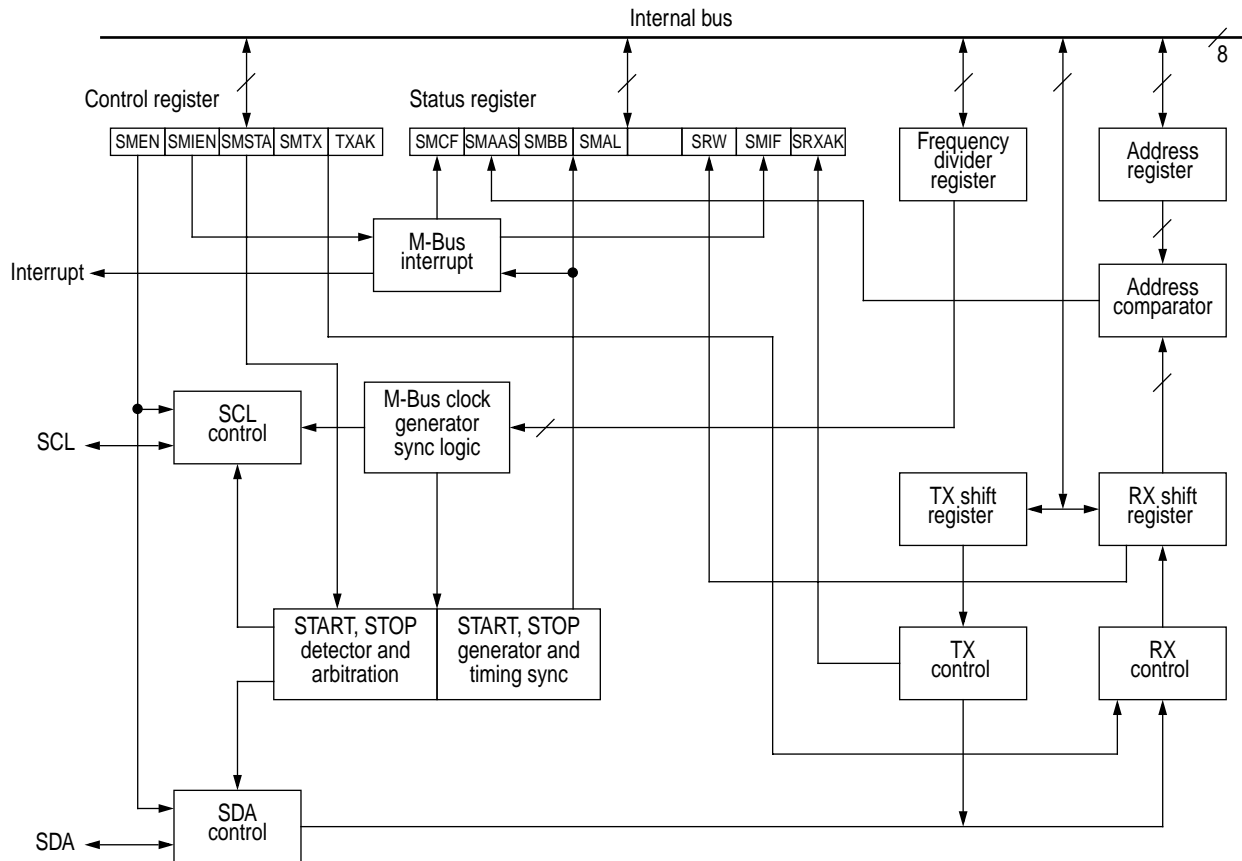 Internal bus
8
Control register
Status register
SMEN SMIEN SMSTA SMTX TXAK
SMCF SMAAS SMBB SMAL SRW SMIF SRXAK
Frequency
divider
register
Address
register
M-Bus
interrupt
Interrupt
Address
comparator
SCL
control
M-Bus clock
generator
sync logic
SCL
TX shift
register
RX shift
register
START, STOP
detector and
arbitration
START, STOP
generator and
timing sync
TX
control
RX
control
SDA
control
SDA